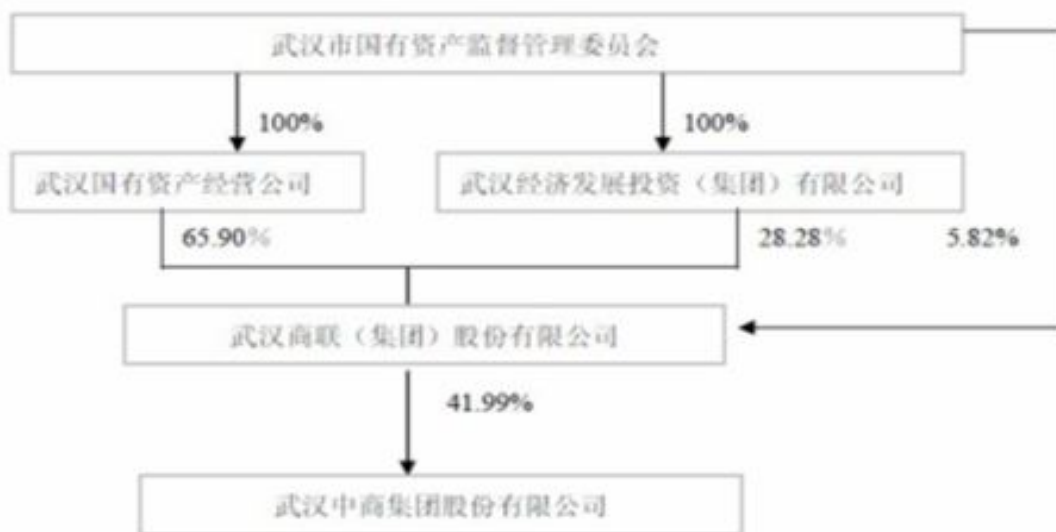 武汉市国有资产监督管理委员会
100%
100%
武汉国有资产经营公司
武汉经济发展投资（集团）有限公司
65.90%
28.28%
5.82%
武汉商联（集团）股份有限公司
41.99%
武汉中商集团股份有限公司